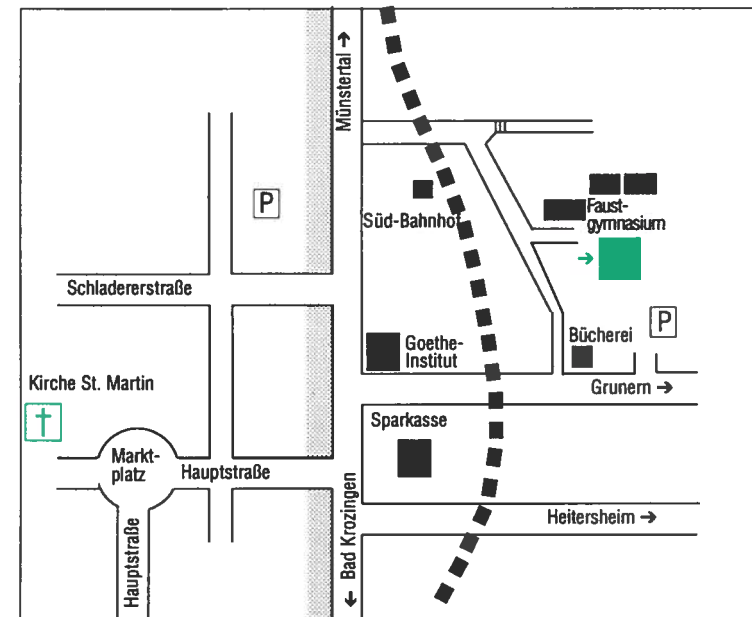 Münstertal →
P
Süd-Bahnhof
Faust-
gymnasium
→
Schladererstraße
P
Bücherei
Goethe-
Institut
Kirche St. Martin
Grunern →
Sparkasse
Markt-
platz
Hauptstraße
Heitersheim →
Hauptstraße
← Bad Krozingen